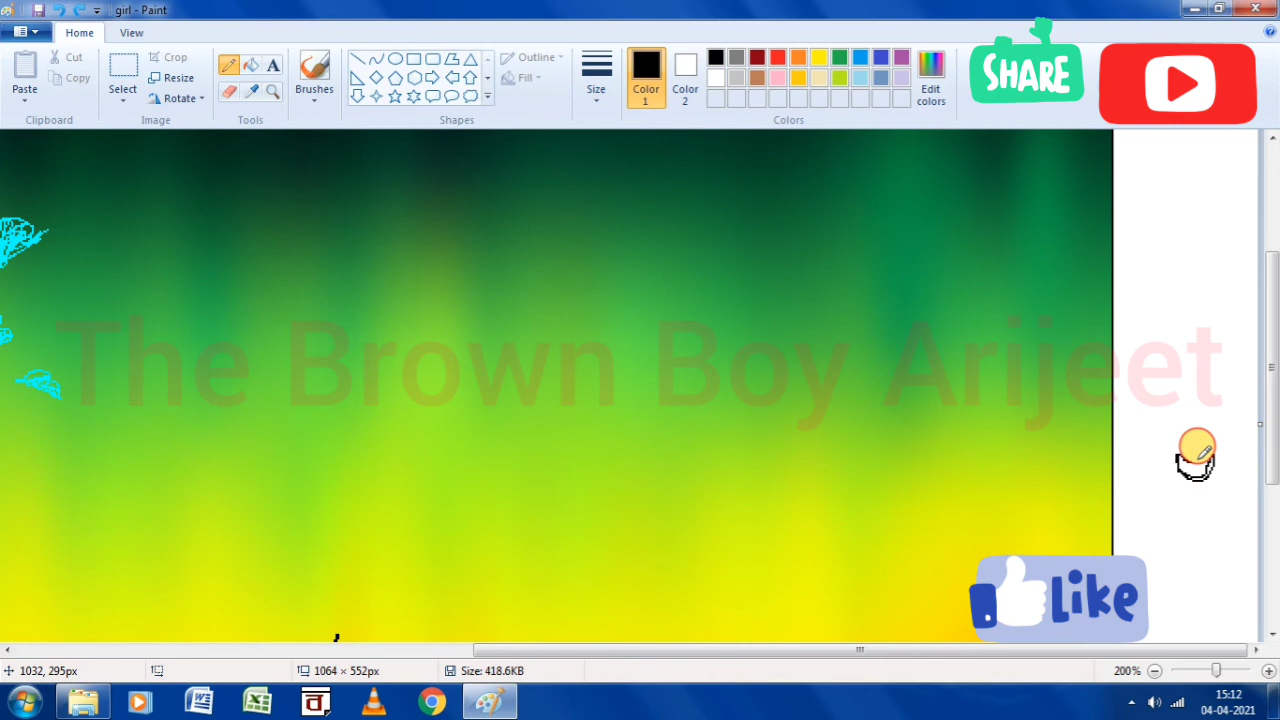 girl - Paint
Home
View
Paste
Cut
Copy
Clipboard
Select
Crop
Resize
Rotate
Image
Tools
A
Brushes
Outline
Fill
Shapes
Size
Color 1
Color 2
Edit colors
Colors
SHARE
The Brown Boy Arijeet
Like
1032, 295px
1064 × 552px
Size: 418.6KB
200%
15:12
04-04-2021